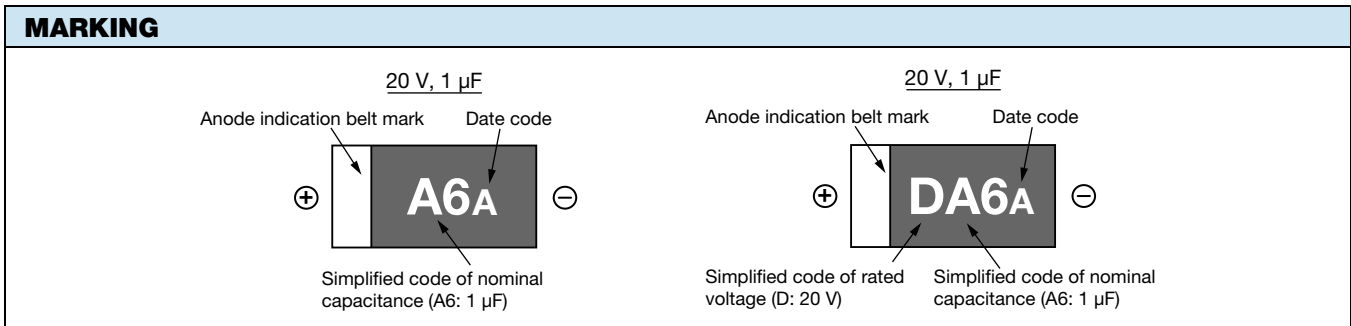 MARKING
20 V, 1 µF
Anode indication belt mark
Date code
A6A
⊕
⊖
Simplified code of nominal
capacitance (A6: 1 µF)
20 V, 1 µF
Anode indication belt mark
Date code
DA6A
⊕
⊖
Simplified code of rated
voltage (D: 20 V)
Simplified code of nominal
capacitance (A6: 1 µF)